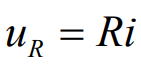 u_R = Ri